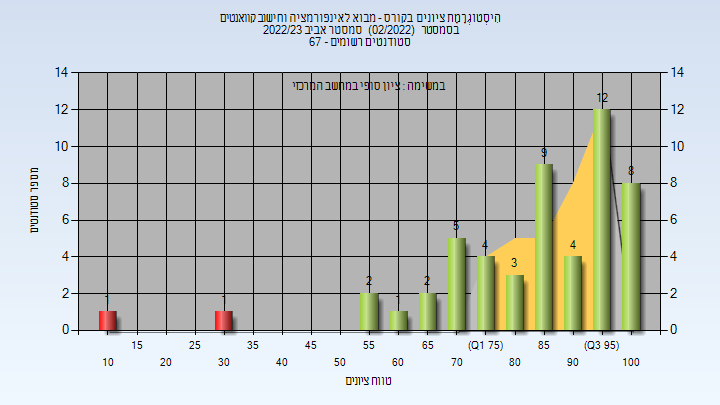 היסטוגרמת ציונים בקורס - מבוא לאינפורמציה וחישוב קוואנטים
בסמסטר (02/2022) סמסטר אביב 2022/23
סטודנטים רשומים - 67
במשימה : ציון סופי במחשב המרכזי
מספר סטודנטים
14 14
12 12
10 10
8 8
6 6
4 4
2 2
0 0
1 1 2 1 2 5 4 3 9 4 12 8
15 25 35 45 55 65 (Q1 75) 85 (Q3 95)
10 20 30 40 50 60 70 80 90 100
טווח ציונים